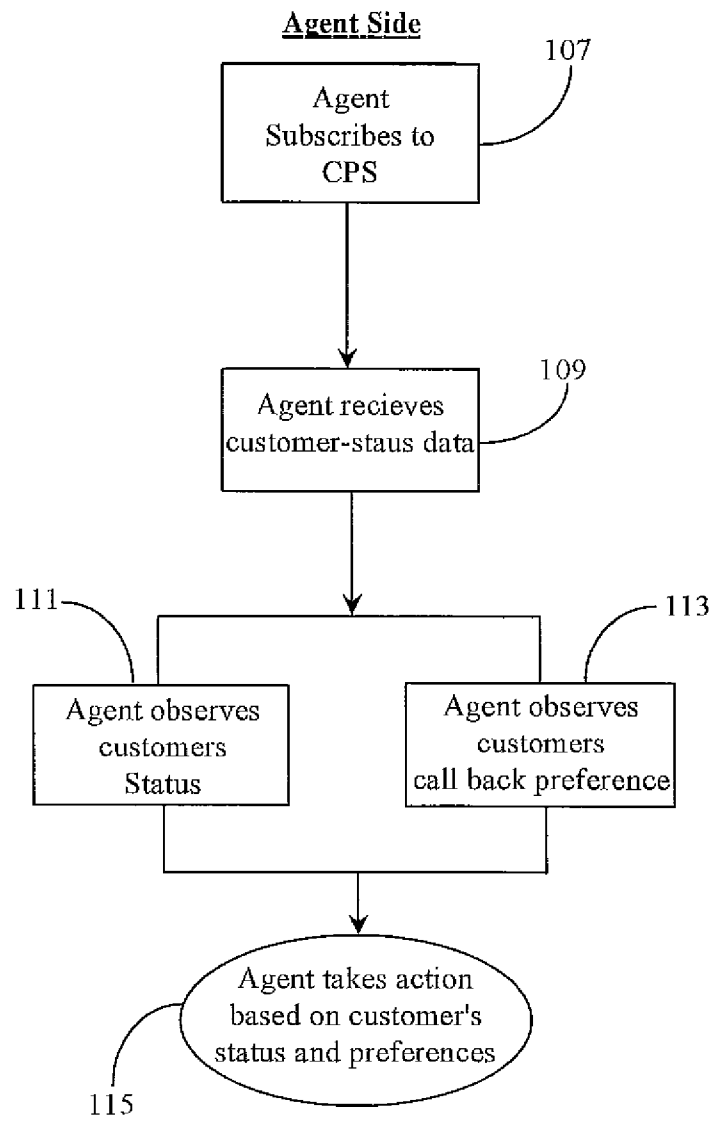 Agent Side
107
Agent
Subscribes to
CPS
109
Agent recieves
customer-staus data
111
113
Agent observes
customers
Status
Agent observes
customers
call back preference
Agent takes action
based on customer's
status and preferences
115